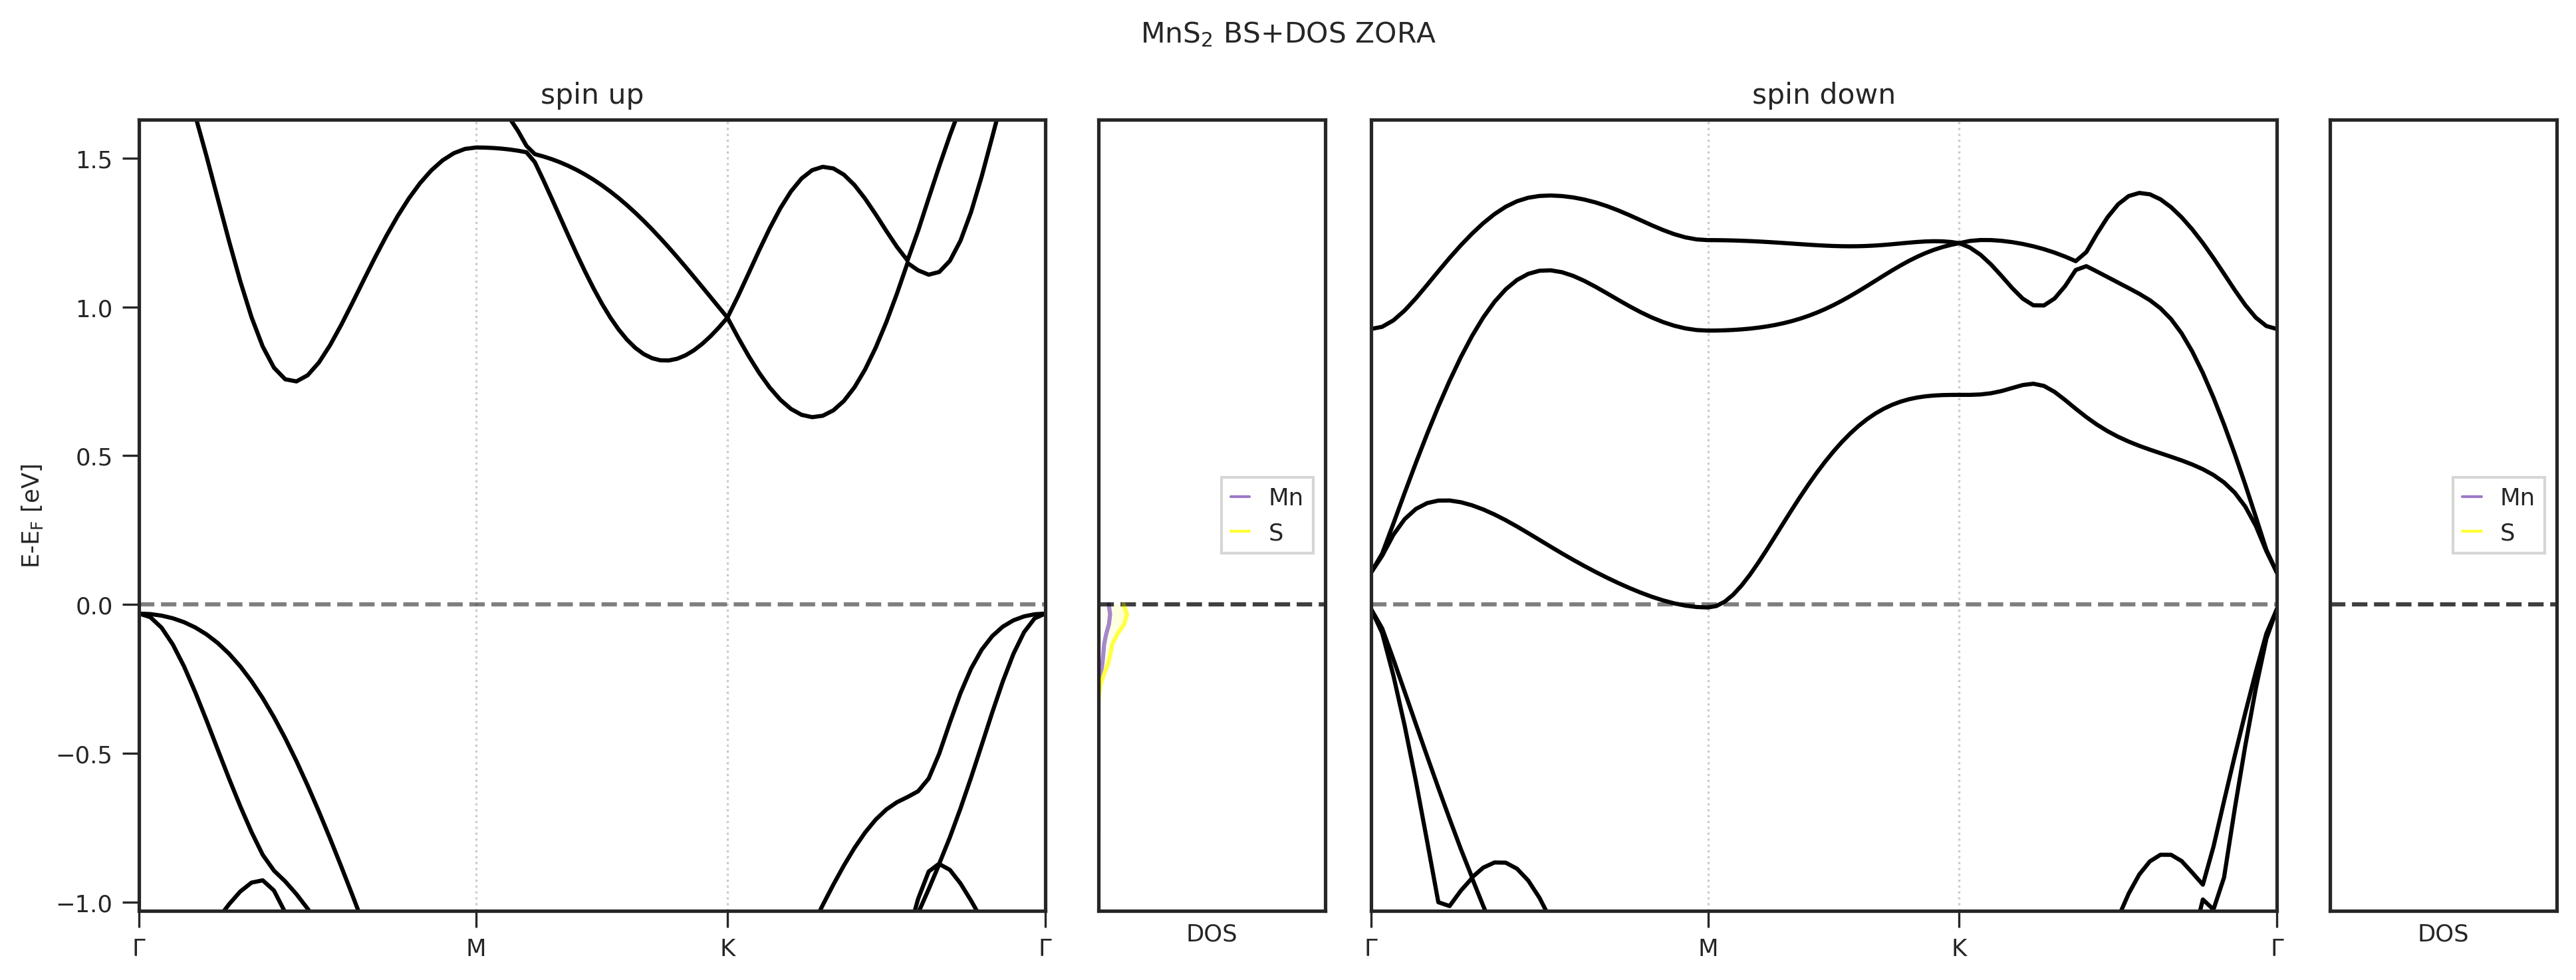 MnS₂ BS+DOS ZORA
spin up
spin down
E-E_F [eV]
1.5
1.0
0.5
0.0
−0.5
−1.0
Γ
M
K
Γ
Mn
S
DOS
Γ
M
K
Γ
Mn
S
DOS